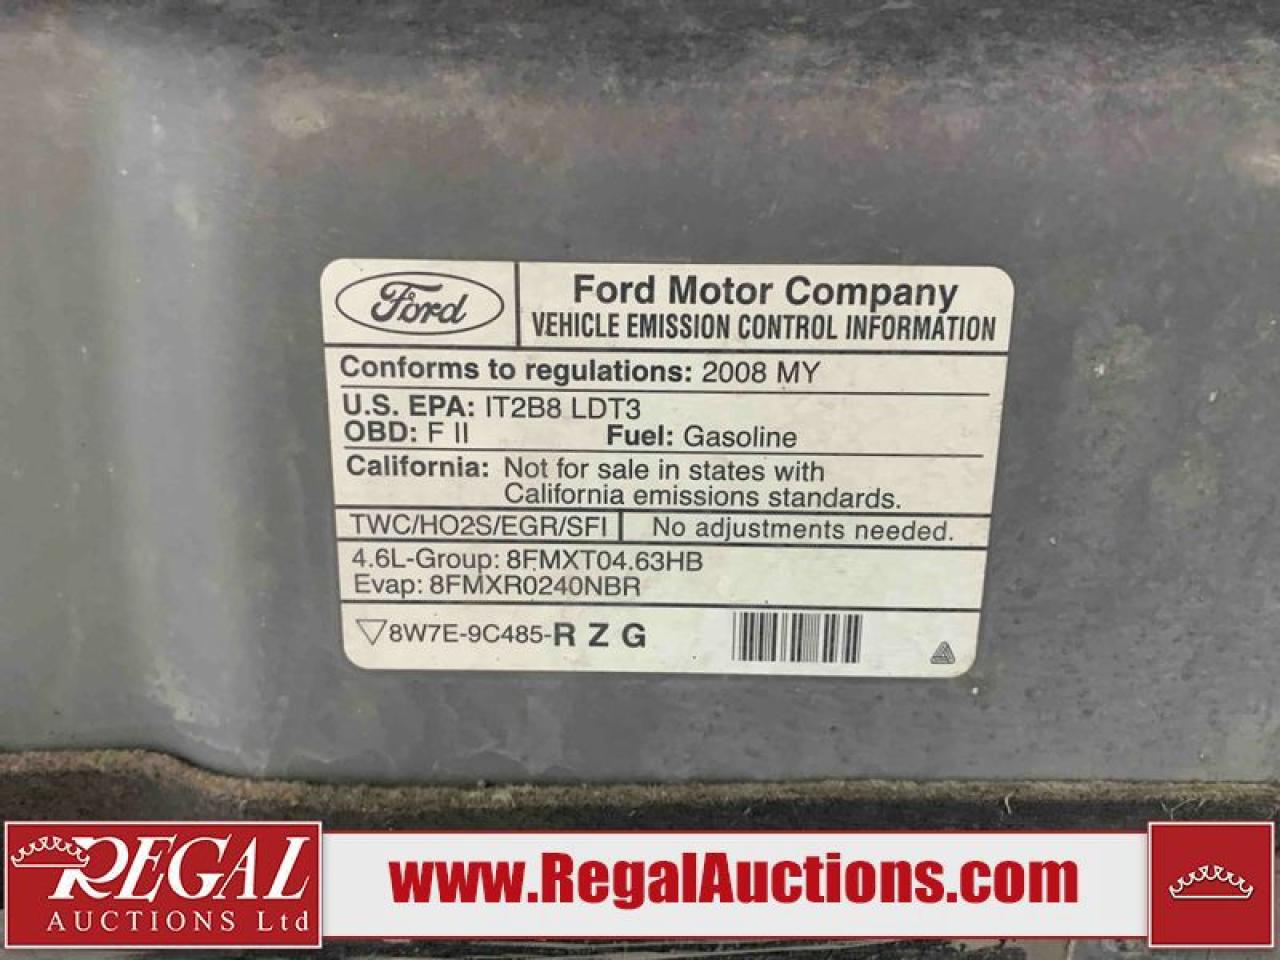 Ford
Ford Motor Company
VEHICLE EMISSION CONTROL INFORMATION
Conforms to regulations: 2008 MY
U.S. EPA: IT2B8 LDT3
OBD: F II Fuel: Gasoline
California: Not for sale in states with
California emissions standards.
TWC/HO2S/EGR/SFI No adjustments needed.
4.6L-Group: 8FMXT04.63HB
Evap: 8FMXR0240NBR
8W7E-9C485-R Z G
REGAL
AUCTIONS Ltd
www.RegalAuctions.com